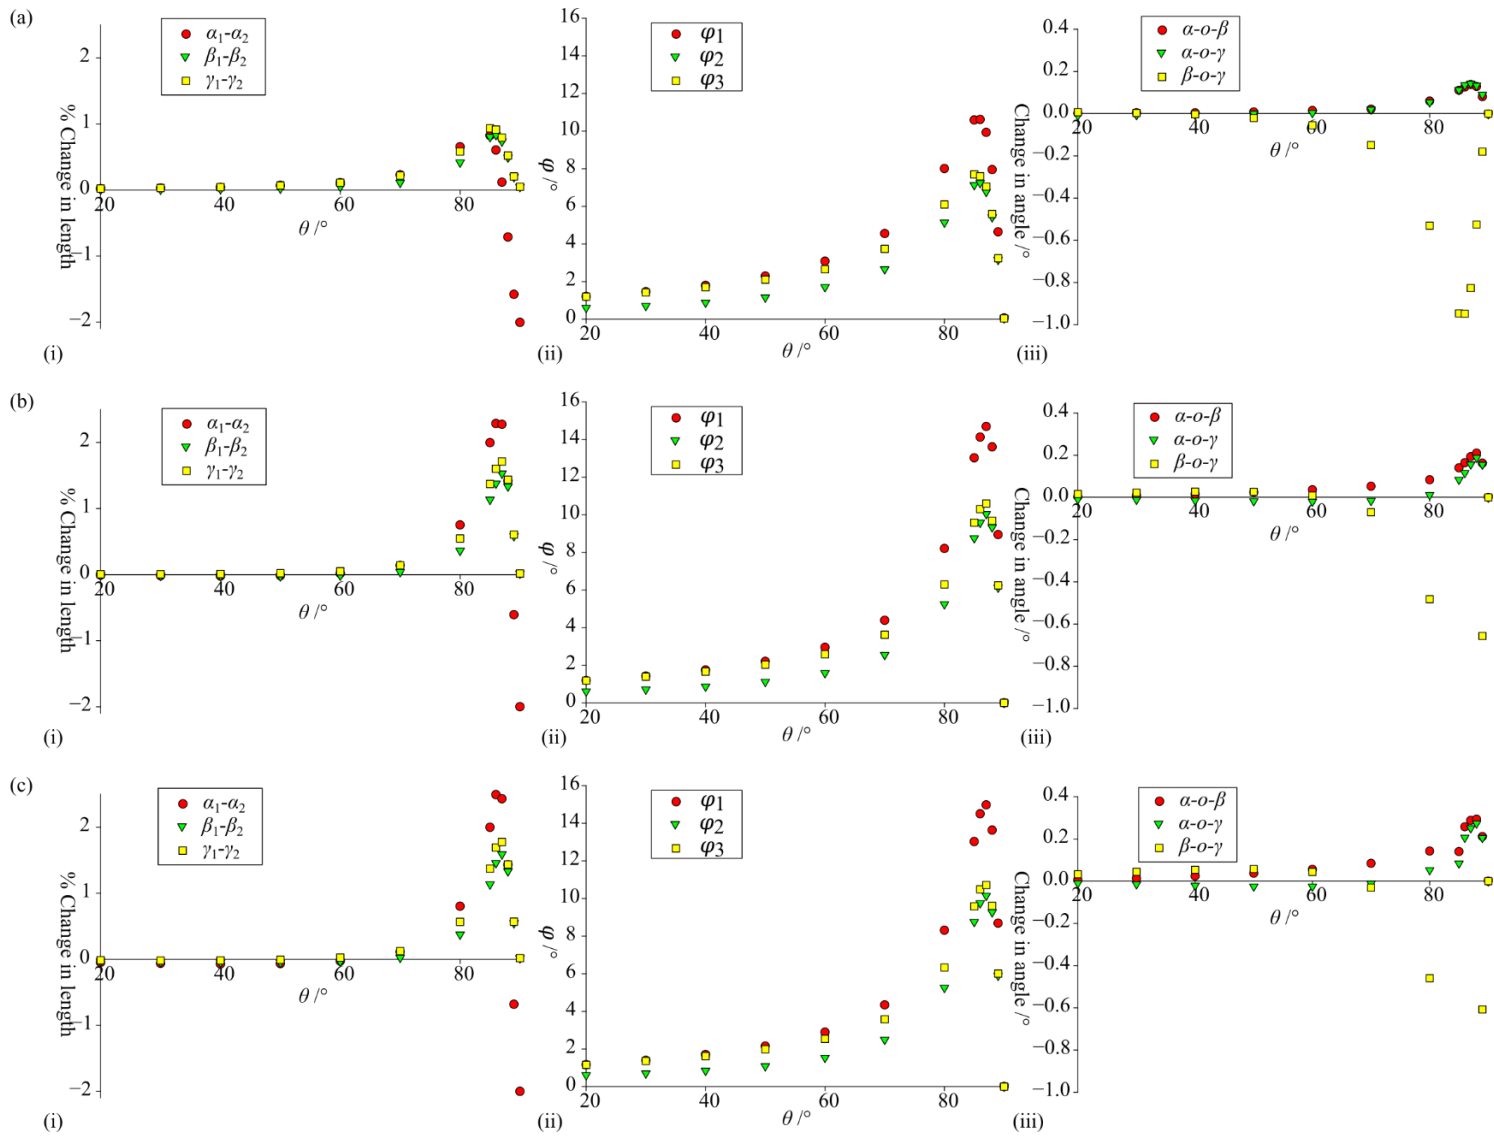 (a)
α₁-α₂
β₁-β₂
γ₁-γ₂
2
1
0
−1
−2
20
40
60
80
% Change in length
θ /°
(i)
φ1
φ2
φ3
16
14
12
10
8
6
4
2
0
20
40
60
80
φ /°
θ /°
(ii)
α-o-β
α-o-γ
β-o-γ
0.4
0.2
0.0
−0.2
−0.4
−0.6
−0.8
−1.0
20
40
60
80
Change in angle /°
θ /°
(iii)
(b)
α₁-α₂
β₁-β₂
γ₁-γ₂
2
1
0
−1
−2
20
40
60
80
% Change in length
θ /°
(i)
φ1
φ2
φ3
16
14
12
10
8
6
4
2
0
20
40
60
80
φ /°
θ /°
(ii)
α-o-β
α-o-γ
β-o-γ
0.4
0.2
0.0
−0.2
−0.4
−0.6
−0.8
−1.0
20
40
60
80
Change in angle /°
θ /°
(iii)
(c)
α₁-α₂
β₁-β₂
γ₁-γ₂
2
1
0
−1
−2
20
40
60
80
% Change in length
θ /°
(i)
φ1
φ2
φ3
16
14
12
10
8
6
4
2
0
20
40
60
80
φ /°
θ /°
(ii)
α-o-β
α-o-γ
β-o-γ
0.4
0.2
0.0
−0.2
−0.4
−0.6
−0.8
−1.0
20
40
60
80
Change in angle /°
θ /°
(iii)